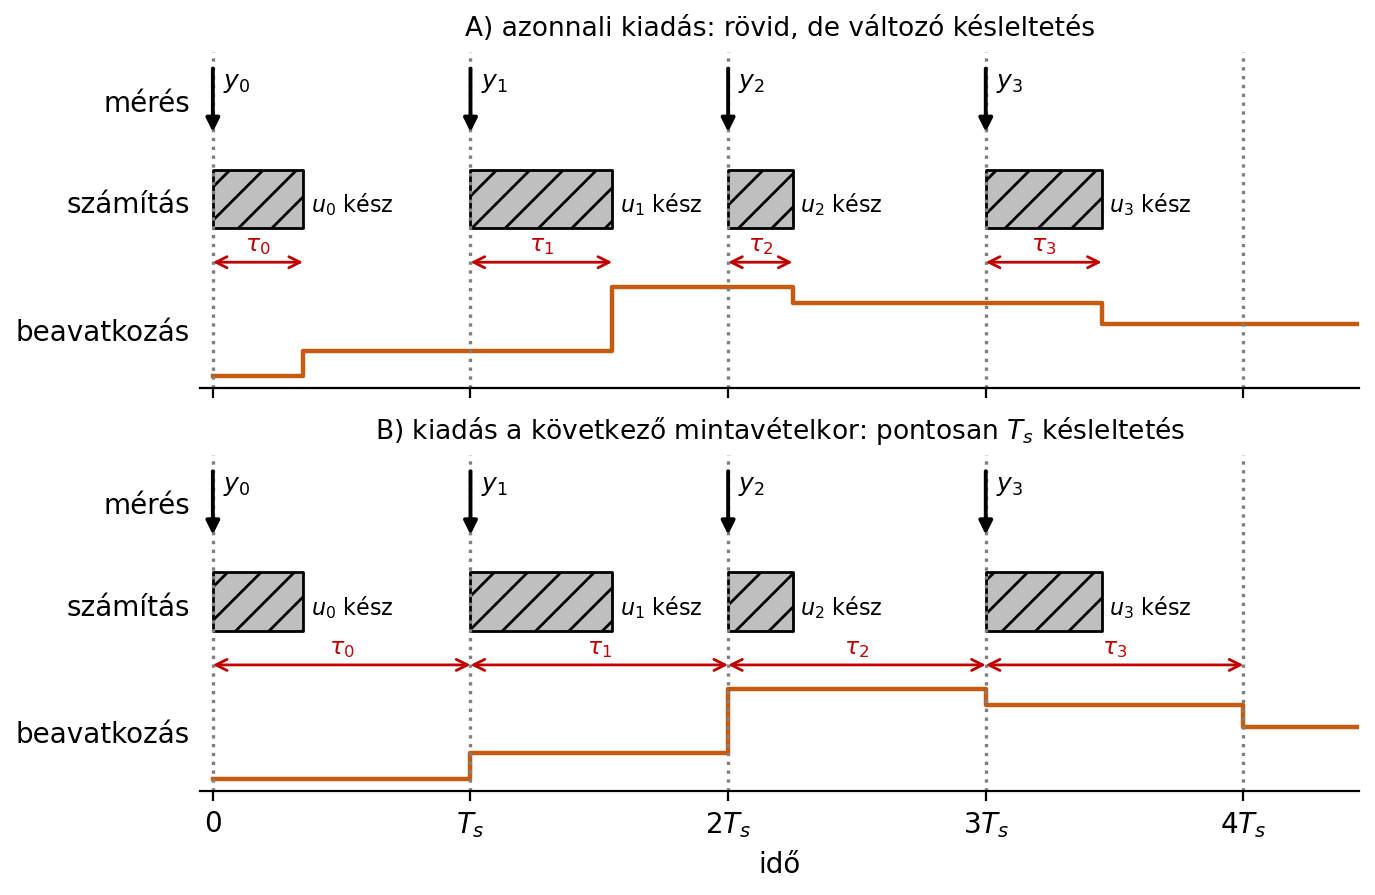 A) azonnali kiadás: rövid, de változó késleltetés
mérés
y₀ y₁ y₂ y₃
számítás
u₀ kész u₁ kész u₂ kész u₃ kész
τ₀ τ₁ τ₂ τ₃
beavatkozás
B) kiadás a következő mintavételkor: pontosan Tₛ késleltetés
mérés
y₀ y₁ y₂ y₃
számítás
u₀ kész u₁ kész u₂ kész u₃ kész
τ₀ τ₁ τ₂ τ₃
beavatkozás
0 Tₛ 2Tₛ 3Tₛ 4Tₛ
idő